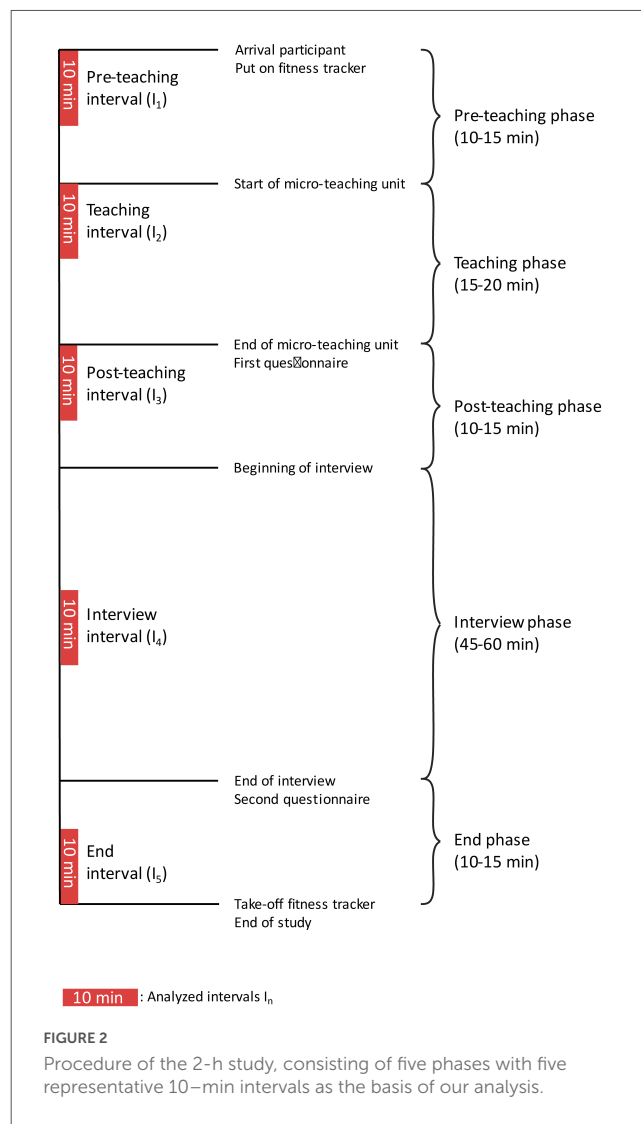 Arrival participant
Put on fitness tracker
10 min
Pre-teaching
interval (I₁)
Pre-teaching phase
(10-15 min)
Start of micro-teaching unit
10 min
Teaching
interval (I₂)
Teaching phase
(15-20 min)
End of micro-teaching unit
First ques☒onnaire
10 min
Post-teaching
interval (I₃)
Post-teaching phase
(10-15 min)
Beginning of interview
10 min
Interview
interval (I₄)
Interview phase
(45-60 min)
End of interview
Second questionnaire
10 min
End
interval (I₅)
End phase
(10-15 min)
Take-off fitness tracker
End of study
10 min : Analyzed intervals Iₙ
FIGURE 2
Procedure of the 2-h study, consisting of five phases with five
representative 10–min intervals as the basis of our analysis.